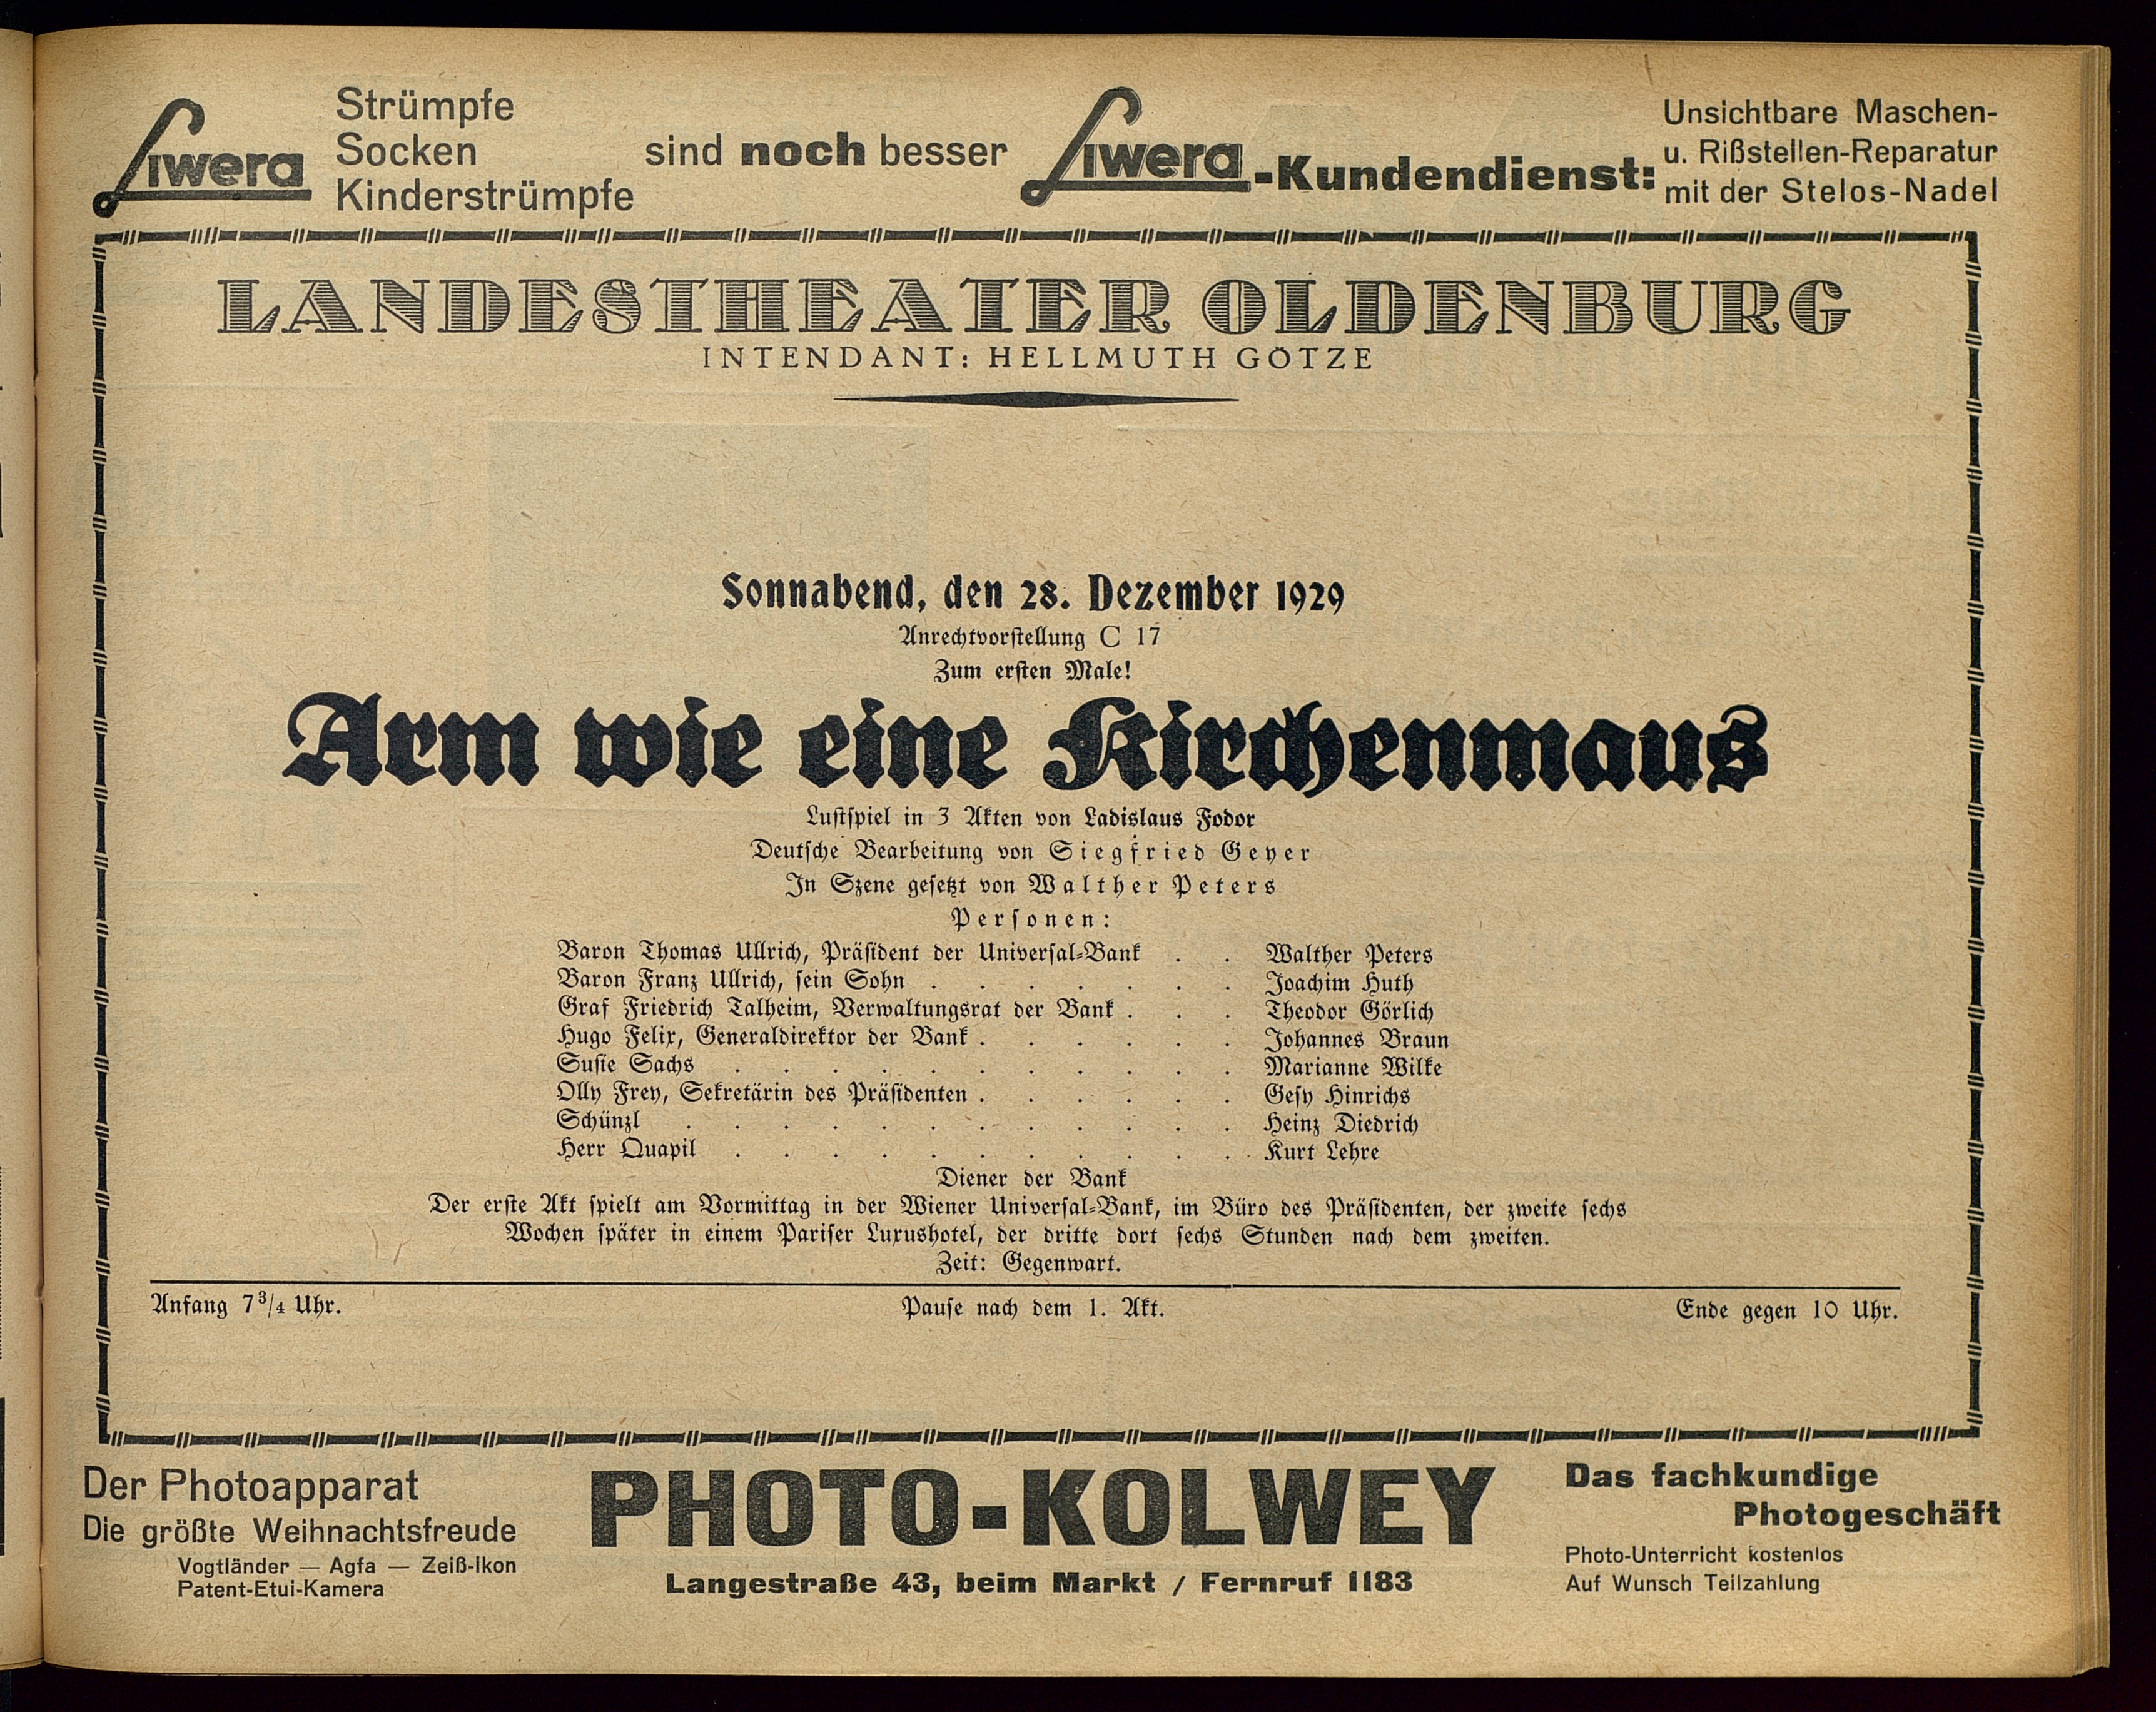 Siwera
Strümpfe
Socken
Kinderstrümpfe
sind noch besser
Siwera-Kundendienst:
Unsichtbare Maschen-
u. Rißstellen-Reparatur
mit der Stelos-Nadel
LANDESTHEATER OLDENBURG
INTENDANT: HELLMUTH GÖTZE
Sonnabend, den 28. Dezember 1929
Anrechtvorstellung C 17
Zum ersten Male!
Arm wie eine Kirchenmaus
Lustspiel in 3 Akten von Ladislaus Fodor
Deutsche Bearbeitung von Siegfried Geyer
In Szene gesetzt von Walther Peters
Personen:
Baron Thomas Ullrich, Präsident der Universal-Bank . . Walther Peters
Baron Franz Ullrich, sein Sohn . . . . . . . Joachim Huth
Graf Friedrich Talheim, Verwaltungsrat der Bank . . . Theodor Görlich
Hugo Felix, Generaldirektor der Bank . . . . . . Johannes Braun
Susie Sachs . . . . . . . . . . . Marianne Wilke
Olly Frey, Sekretärin des Präsidenten . . . . . . Gesy Hinrichs
Schünzl . . . . . . . . . . . . Heinz Diedrich
Herr Quapil . . . . . . . . . . . Kurt Lehre
Diener der Bank
Der erste Akt spielt am Vormittag in der Wiener Universal-Bank, im Büro des Präsidenten, der zweite sechs
Wochen später in einem Pariser Luxushotel, der dritte dort sechs Stunden nach dem zweiten.
Zeit: Gegenwart.
Anfang 7 3/4 Uhr. Pause nach dem 1. Akt. Ende gegen 10 Uhr.
Der Photoapparat
Die größte Weihnachtsfreude
Vogtländer — Agfa — Zeiß-Ikon
Patent-Etui-Kamera
PHOTO-KOLWEY
Langestraße 43, beim Markt / Fernruf 1183
Das fachkundige
Photogeschäft
Photo-Unterricht kostenlos
Auf Wunsch Teilzahlung